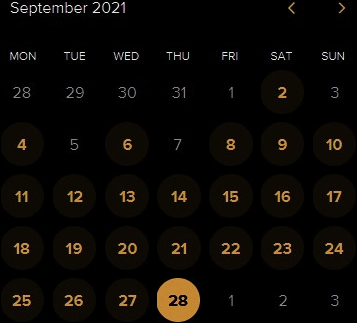 September 2021
MON TUE WED THU FRI SAT SUN
28 29 30 31 1 2 3
4 5 6 7 8 9 10
11 12 13 14 15 16 17
18 19 20 21 22 23 24
25 26 27 28 1 2 3